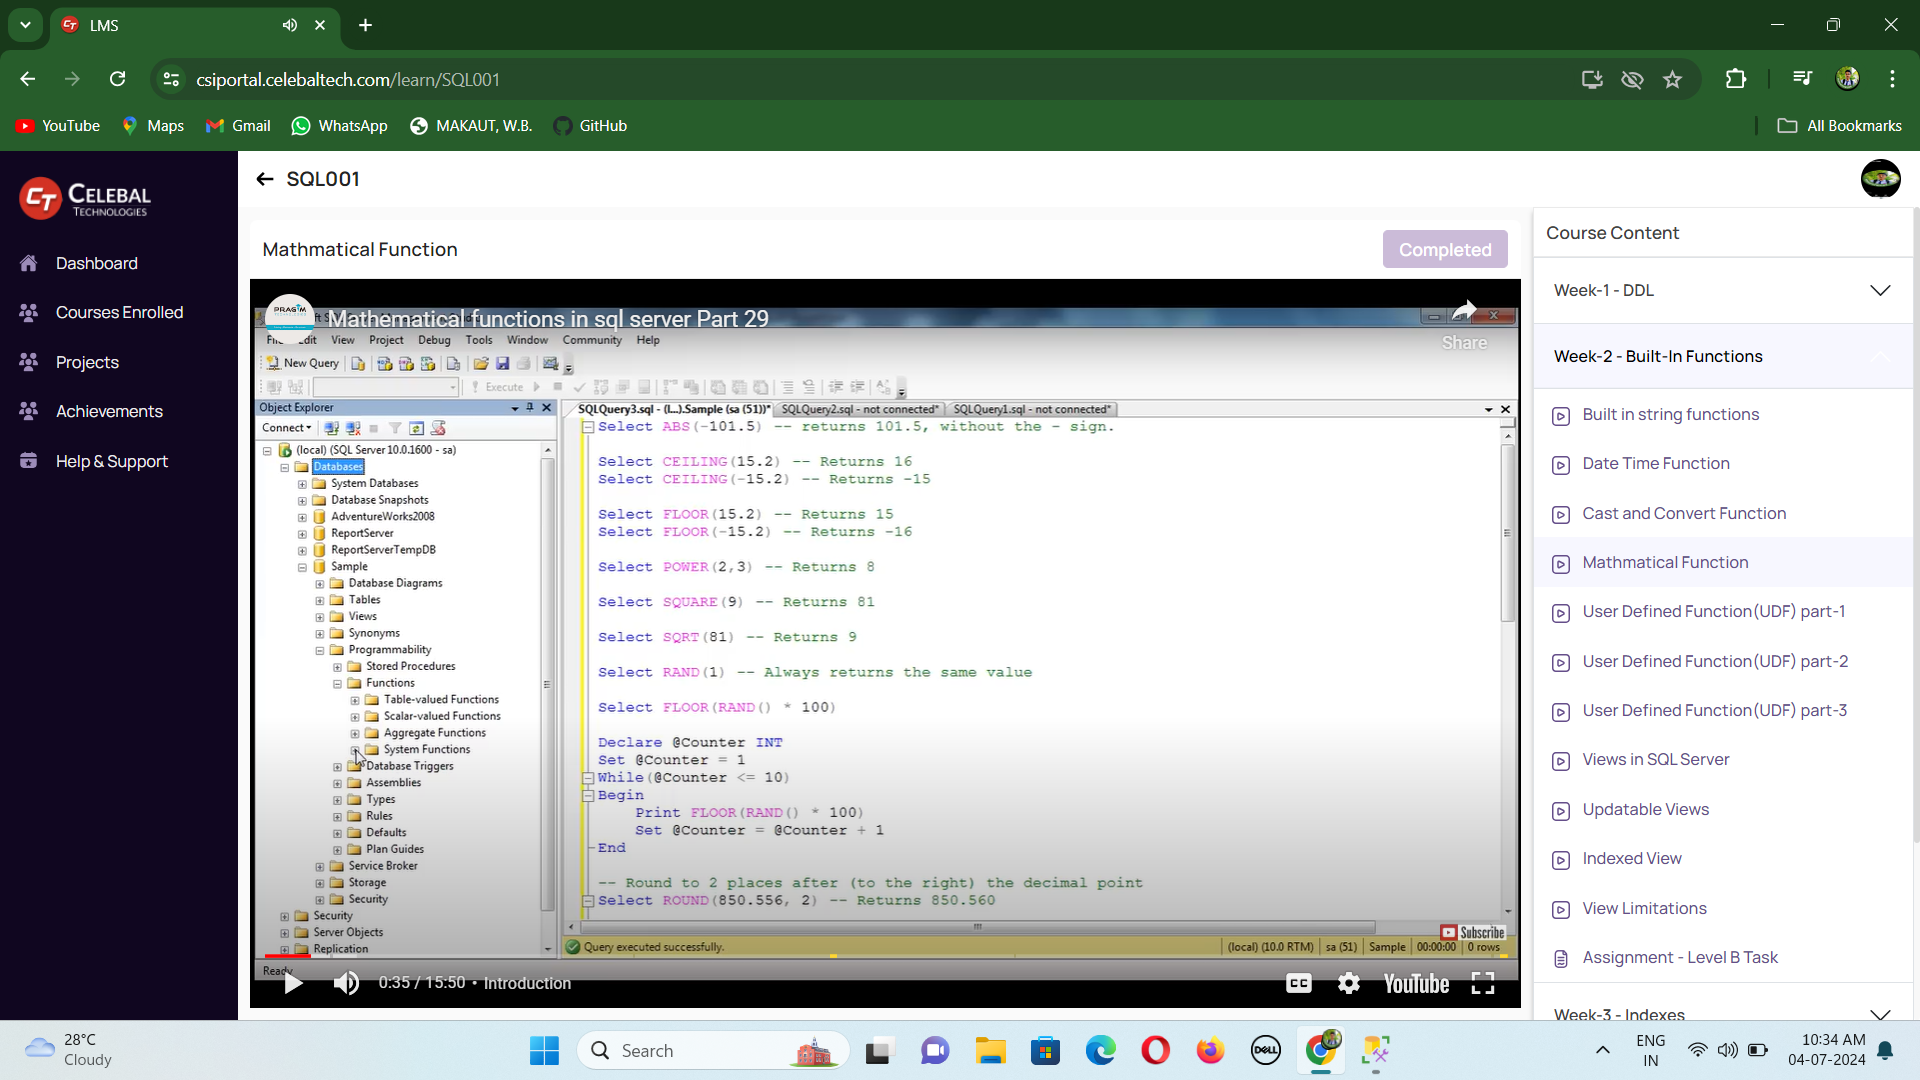 LMS
csiportal.celebaltech.com/learn/SQL001
YouTube
Maps
Gmail
WhatsApp
MAKAUT, W.B.
GitHub
All Bookmarks
CT CELEBAL TECHNOLOGIES
Dashboard
Courses Enrolled
Projects
Achievements
Help & Support
SQL001
Mathmatical Function
Completed
PRAGIM
Mathematical functions in sql server Part 29
Share
View Project Debug Tools Window Community Help
New Query
Execute
Object Explorer
Connect
(local) (SQL Server 10.0.1600 - sa)
Databases
System Databases
Database Snapshots
AdventureWorks2008
ReportServer
ReportServerTempDB
Sample
Database Diagrams
Tables
Views
Synonyms
Programmability
Stored Procedures
Functions
Table-valued Functions
Scalar-valued Functions
Aggregate Functions
System Functions
Database Triggers
Assemblies
Types
Rules
Defaults
Plan Guides
Service Broker
Storage
Security
Security
Server Objects
Replication
Ready
SQLQuery3.sql - (l...).Sample (sa (51))* SQLQuery2.sql - not connected* SQLQuery1.sql - not connected*
Select ABS(-101.5) -- returns 101.5, without the - sign.
Select CEILING(15.2) -- Returns 16
Select CEILING(-15.2) -- Returns -15
Select FLOOR(15.2) -- Returns 15
Select FLOOR(-15.2) -- Returns -16
Select POWER(2,3) -- Returns 8
Select SQUARE(9) -- Returns 81
Select SQRT(81) -- Returns 9
Select RAND(1) -- Always returns the same value
Select FLOOR(RAND() * 100)
Declare @Counter INT
Set @Counter = 1
While(@Counter <= 10)
Begin
Print FLOOR(RAND() * 100)
Set @Counter = @Counter + 1
End
-- Round to 2 places after (to the right) the decimal point
Select ROUND(850.556, 2) -- Returns 850.560
Subscribe
Query executed successfully.
(local) (10.0 RTM) sa (51) Sample 00:00:00 0 rows
0:35 / 15:50 • Introduction
CC
YouTube
Course Content
Week-1 - DDL
Week-2 - Built-In Functions
Built in string functions
Date Time Function
Cast and Convert Function
Mathmatical Function
User Defined Function(UDF) part-1
User Defined Function(UDF) part-2
User Defined Function(UDF) part-3
Views in SQL Server
Updatable Views
Indexed View
View Limitations
Assignment - Level B Task
Week-3 - Indexes
28°C
Cloudy
Search
DELL
ENG
IN
10:34 AM
04-07-2024